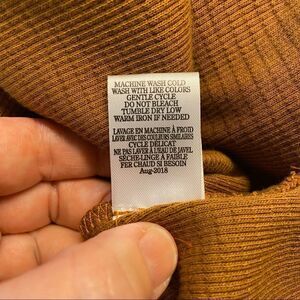 MACHINE WASH COLD
WASH WITH LIKE COLORS
GENTLE CYCLE
DO NOT BLEACH
TUMBLE DRY LOW
WARM IRON IF NEEDED
LAVAGE EN MACHINE À FROID
LAVER AVEC DES COULEURS SIMILAIRES
CYCLE DÉLICAT
NE PAS LAVER À L'EAU DE JAVEL
SÈCHE-LINGE À FAIBLE
FER CHAUD SI BESOIN
Aug-2018